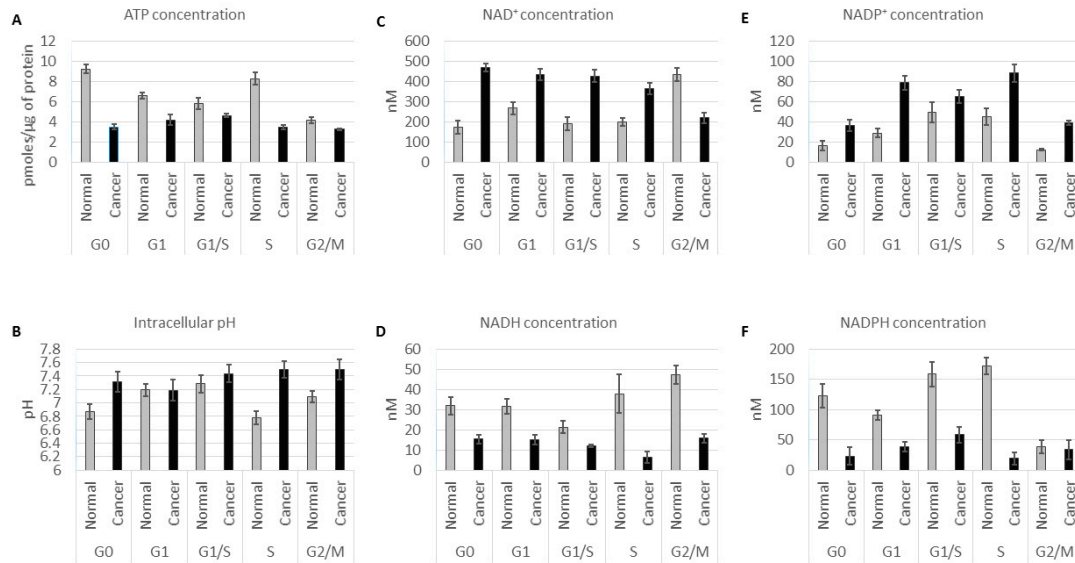 A
ATP concentration
pmoles/µg of protein
12
10
8
6
4
2
0
Normal
Cancer
Normal
Cancer
Normal
Cancer
Normal
Cancer
Normal
Cancer
G0 G1 G1/S S G2/M
C
NAD⁺ concentration
nM
600
500
400
300
200
100
0
Normal
Cancer
Normal
Cancer
Normal
Cancer
Normal
Cancer
Normal
Cancer
G0 G1 G1/S S G2/M
E
NADP⁺ concentration
nM
120
100
80
60
40
20
0
Normal
Cancer
Normal
Cancer
Normal
Cancer
Normal
Cancer
Normal
Cancer
G0 G1 G1/S S G2/M
B
Intracellular pH
pH
7.8
7.6
7.4
7.2
7
6.8
6.6
6.4
6.2
6
Normal
Cancer
Normal
Cancer
Normal
Cancer
Normal
Cancer
Normal
Cancer
G0 G1 G1/S S G2/M
D
NADH concentration
nM
60
50
40
30
20
10
0
Normal
Cancer
Normal
Cancer
Normal
Cancer
Normal
Cancer
Normal
Cancer
G0 G1 G1/S S G2/M
F
NADPH concentration
nM
200
150
100
50
0
Normal
Cancer
Normal
Cancer
Normal
Cancer
Normal
Cancer
Normal
Cancer
G0 G1 G1/S S G2/M